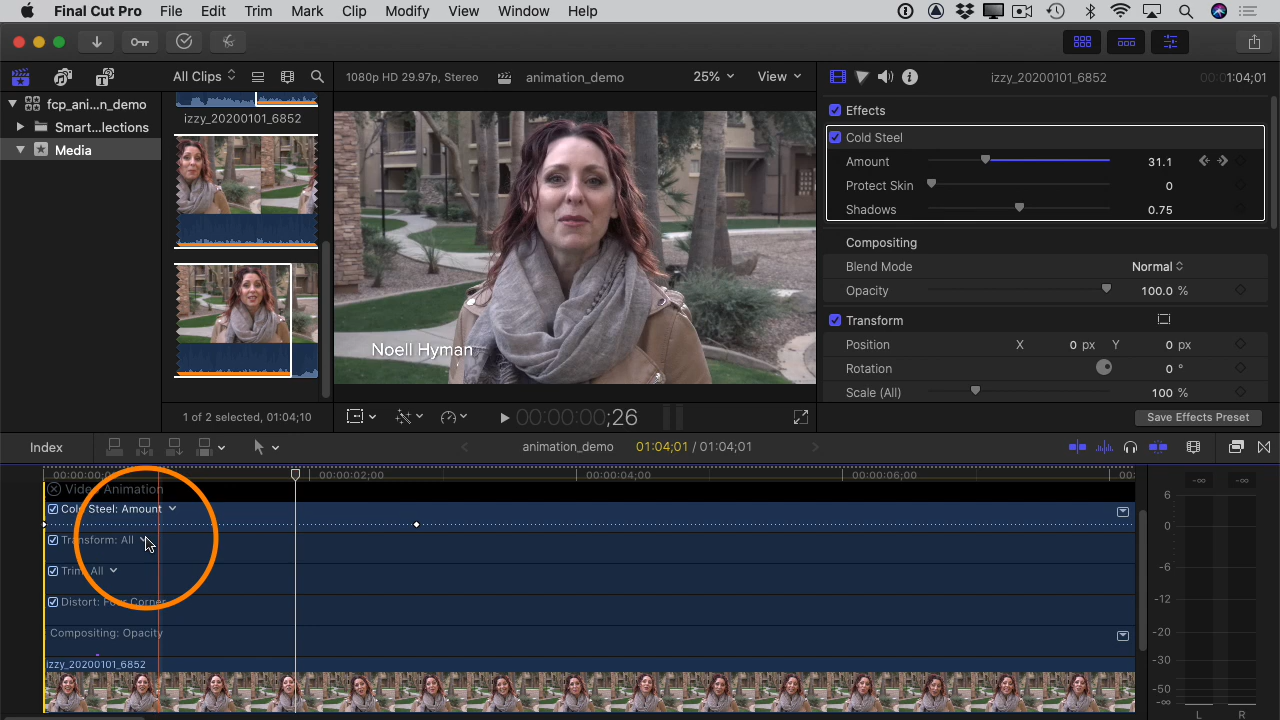 Final Cut Pro File Edit Trim Mark Clip Modify View Window Help
All Clips
1080p HD 29.97p, Stereo animation_demo 25% View
izzy_20200101_6852 00:00:01:04;01
fcp_ani...n_demo
Smart...lections
Media
izzy_20200101_6852
1 of 2 selected, 01:04;10
Noell Hyman
00:00:00;26
Effects
Cold Steel
Amount 31.1
Protect Skin 0
Shadows 0.75
Compositing
Blend Mode Normal
Opacity 100.0 %
Transform
Position X 0 px Y 0 px
Rotation 0 °
Scale (All) 100 %
Save Effects Preset
Index animation_demo 01:04;01 / 01:04;01
00:00:02;00 00:00:04;00 00:00:06;00
Video Animation
Cold Steel: Amount
Transform: All
Trim: All
Distort: Four Corner
Compositing: Opacity
izzy_20200101_6852
-∞ -∞
6
0
-6
-12
-20
-30
-50
-∞
L R